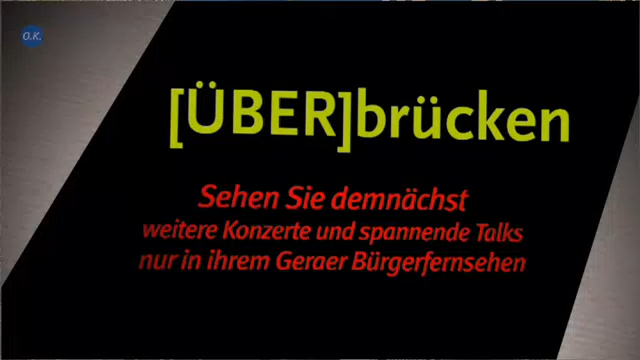 O.K.
[ÜBER]brücken
Sehen Sie demnächst
weitere Konzerte und spannende Talks
nur in ihrem Geraer Bürgerfernsehen